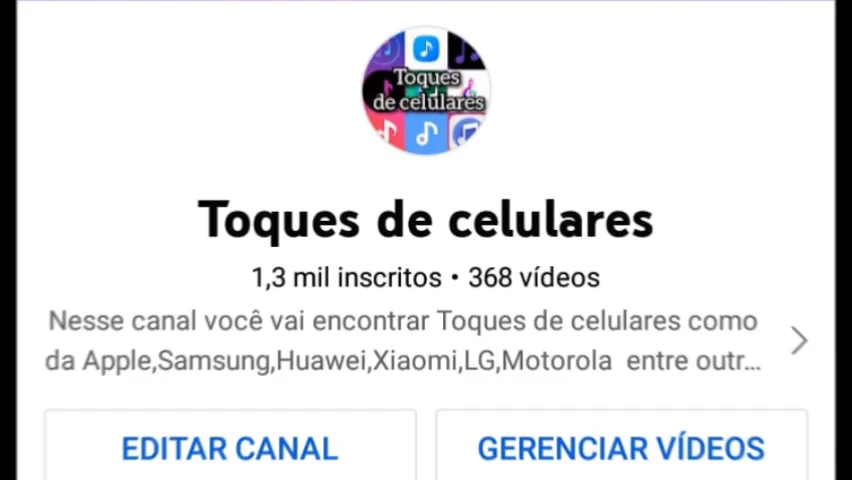 Toques
de celulares
Toques de celulares
1,3 mil inscritos • 368 vídeos
Nesse canal você vai encontrar Toques de celulares como
da Apple,Samsung,Huawei,Xiaomi,LG,Motorola entre outr...
EDITAR CANAL
GERENCIAR VÍDEOS